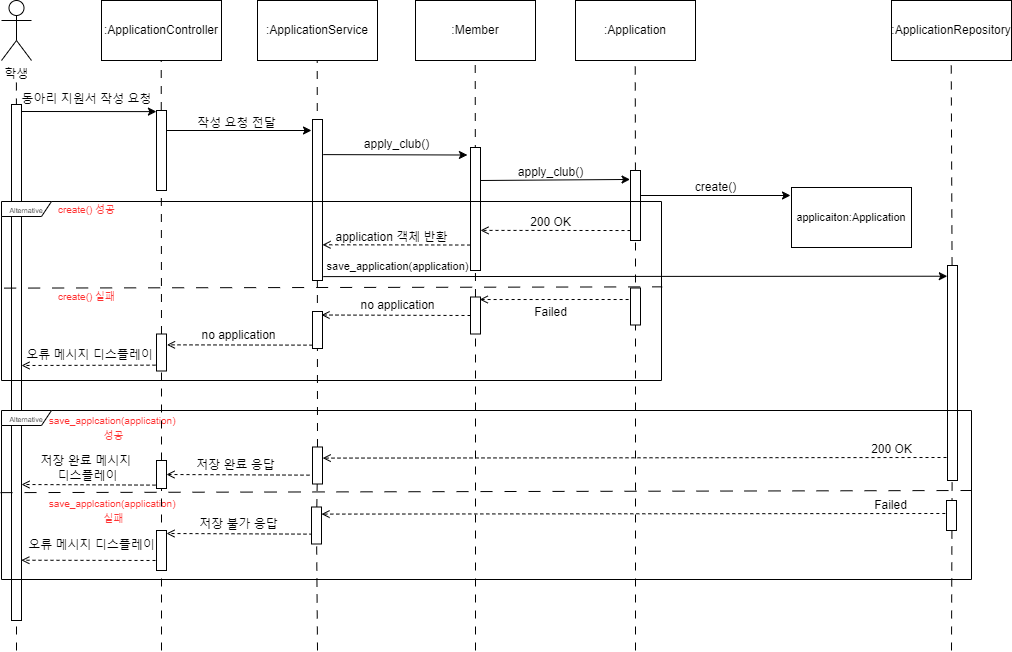 :ApplicationController
:ApplicationService
:Member
:Application
:ApplicationRepository
학생
동아리 지원서 작성 요청
작성 요청 전달
apply_club()
apply_club()
create()
applicaiton:Application
Alternative
create() 성공
200 OK
application 객체 반환
save_application(application)
create() 실패
Failed
no application
no application
오류 메시지 디스플레이
Alternative
save_applcation(application)
성공
200 OK
저장 완료 응답
저장 완료 메시지
디스플레이
save_applcation(application)
실패
Failed
저장 불가 응답
오류 메시지 디스플레이